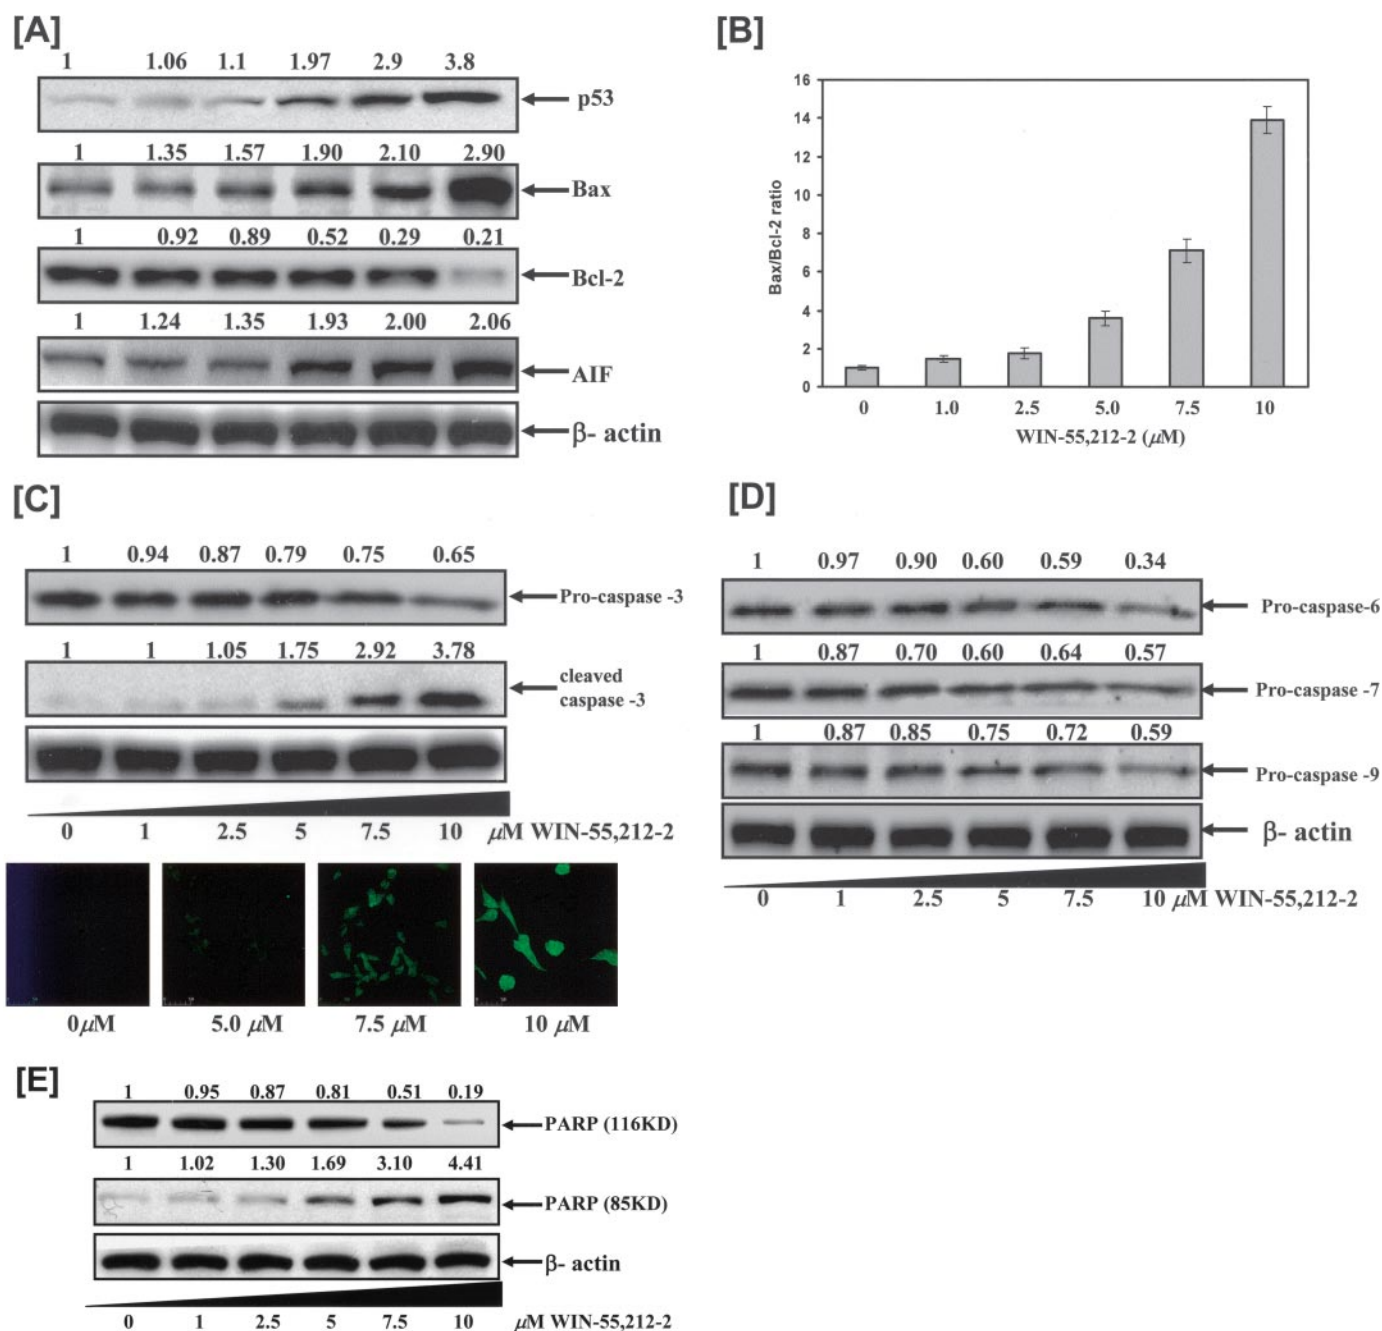 [A]
1 1.06 1.1 1.97 2.9 3.8
p53
1 1.35 1.57 1.90 2.10 2.90
Bax
1 0.92 0.89 0.52 0.29 0.21
Bcl-2
1 1.24 1.35 1.93 2.00 2.06
AIF
β- actin
[B]
16
14
12
10
8
6
4
2
0
Bax/Bcl-2 ratio
0 1.0 2.5 5.0 7.5 10
WIN-55,212-2 (μM)
[C]
1 0.94 0.87 0.79 0.75 0.65
Pro-caspase -3
1 1 1.05 1.75 2.92 3.78
cleaved
caspase -3
0 1 2.5 5 7.5 10 μM WIN-55,212-2
0μM 5.0 μM 7.5 μM 10 μM
[D]
1 0.97 0.90 0.60 0.59 0.34
Pro-caspase-6
1 0.87 0.70 0.60 0.64 0.57
Pro-caspase -7
1 0.87 0.85 0.75 0.72 0.59
Pro-caspase -9
β- actin
0 1 2.5 5 7.5 10 μM WIN-55,212-2
[E]
1 0.95 0.87 0.81 0.51 0.19
PARP (116KD)
1 1.02 1.30 1.69 3.10 4.41
PARP (85KD)
β- actin
0 1 2.5 5 7.5 10 μM WIN-55,212-2